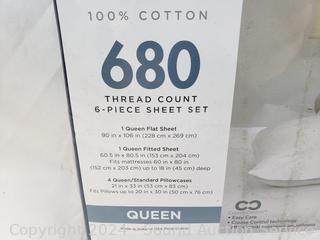 100% COTTON
680
THREAD COUNT
6-PIECE SHEET SET
1 Queen Flat Sheet
90 in x 106 in (228 cm x 269 cm)
1 Queen Fitted Sheet
60.5 in x 80.5 in (153 cm x 204 cm)
Fits mattresses 60 in x 80 in
(152 cm x 203 cm) up to 18 in (45 cm) deep
4 Queen/Standard Pillowcases
21 in x 33 in (53 cm x 83 cm)
Fits Pillows up to 20 in x 30 in (50 cm x 76 cm)
QUEEN
• Easy Care